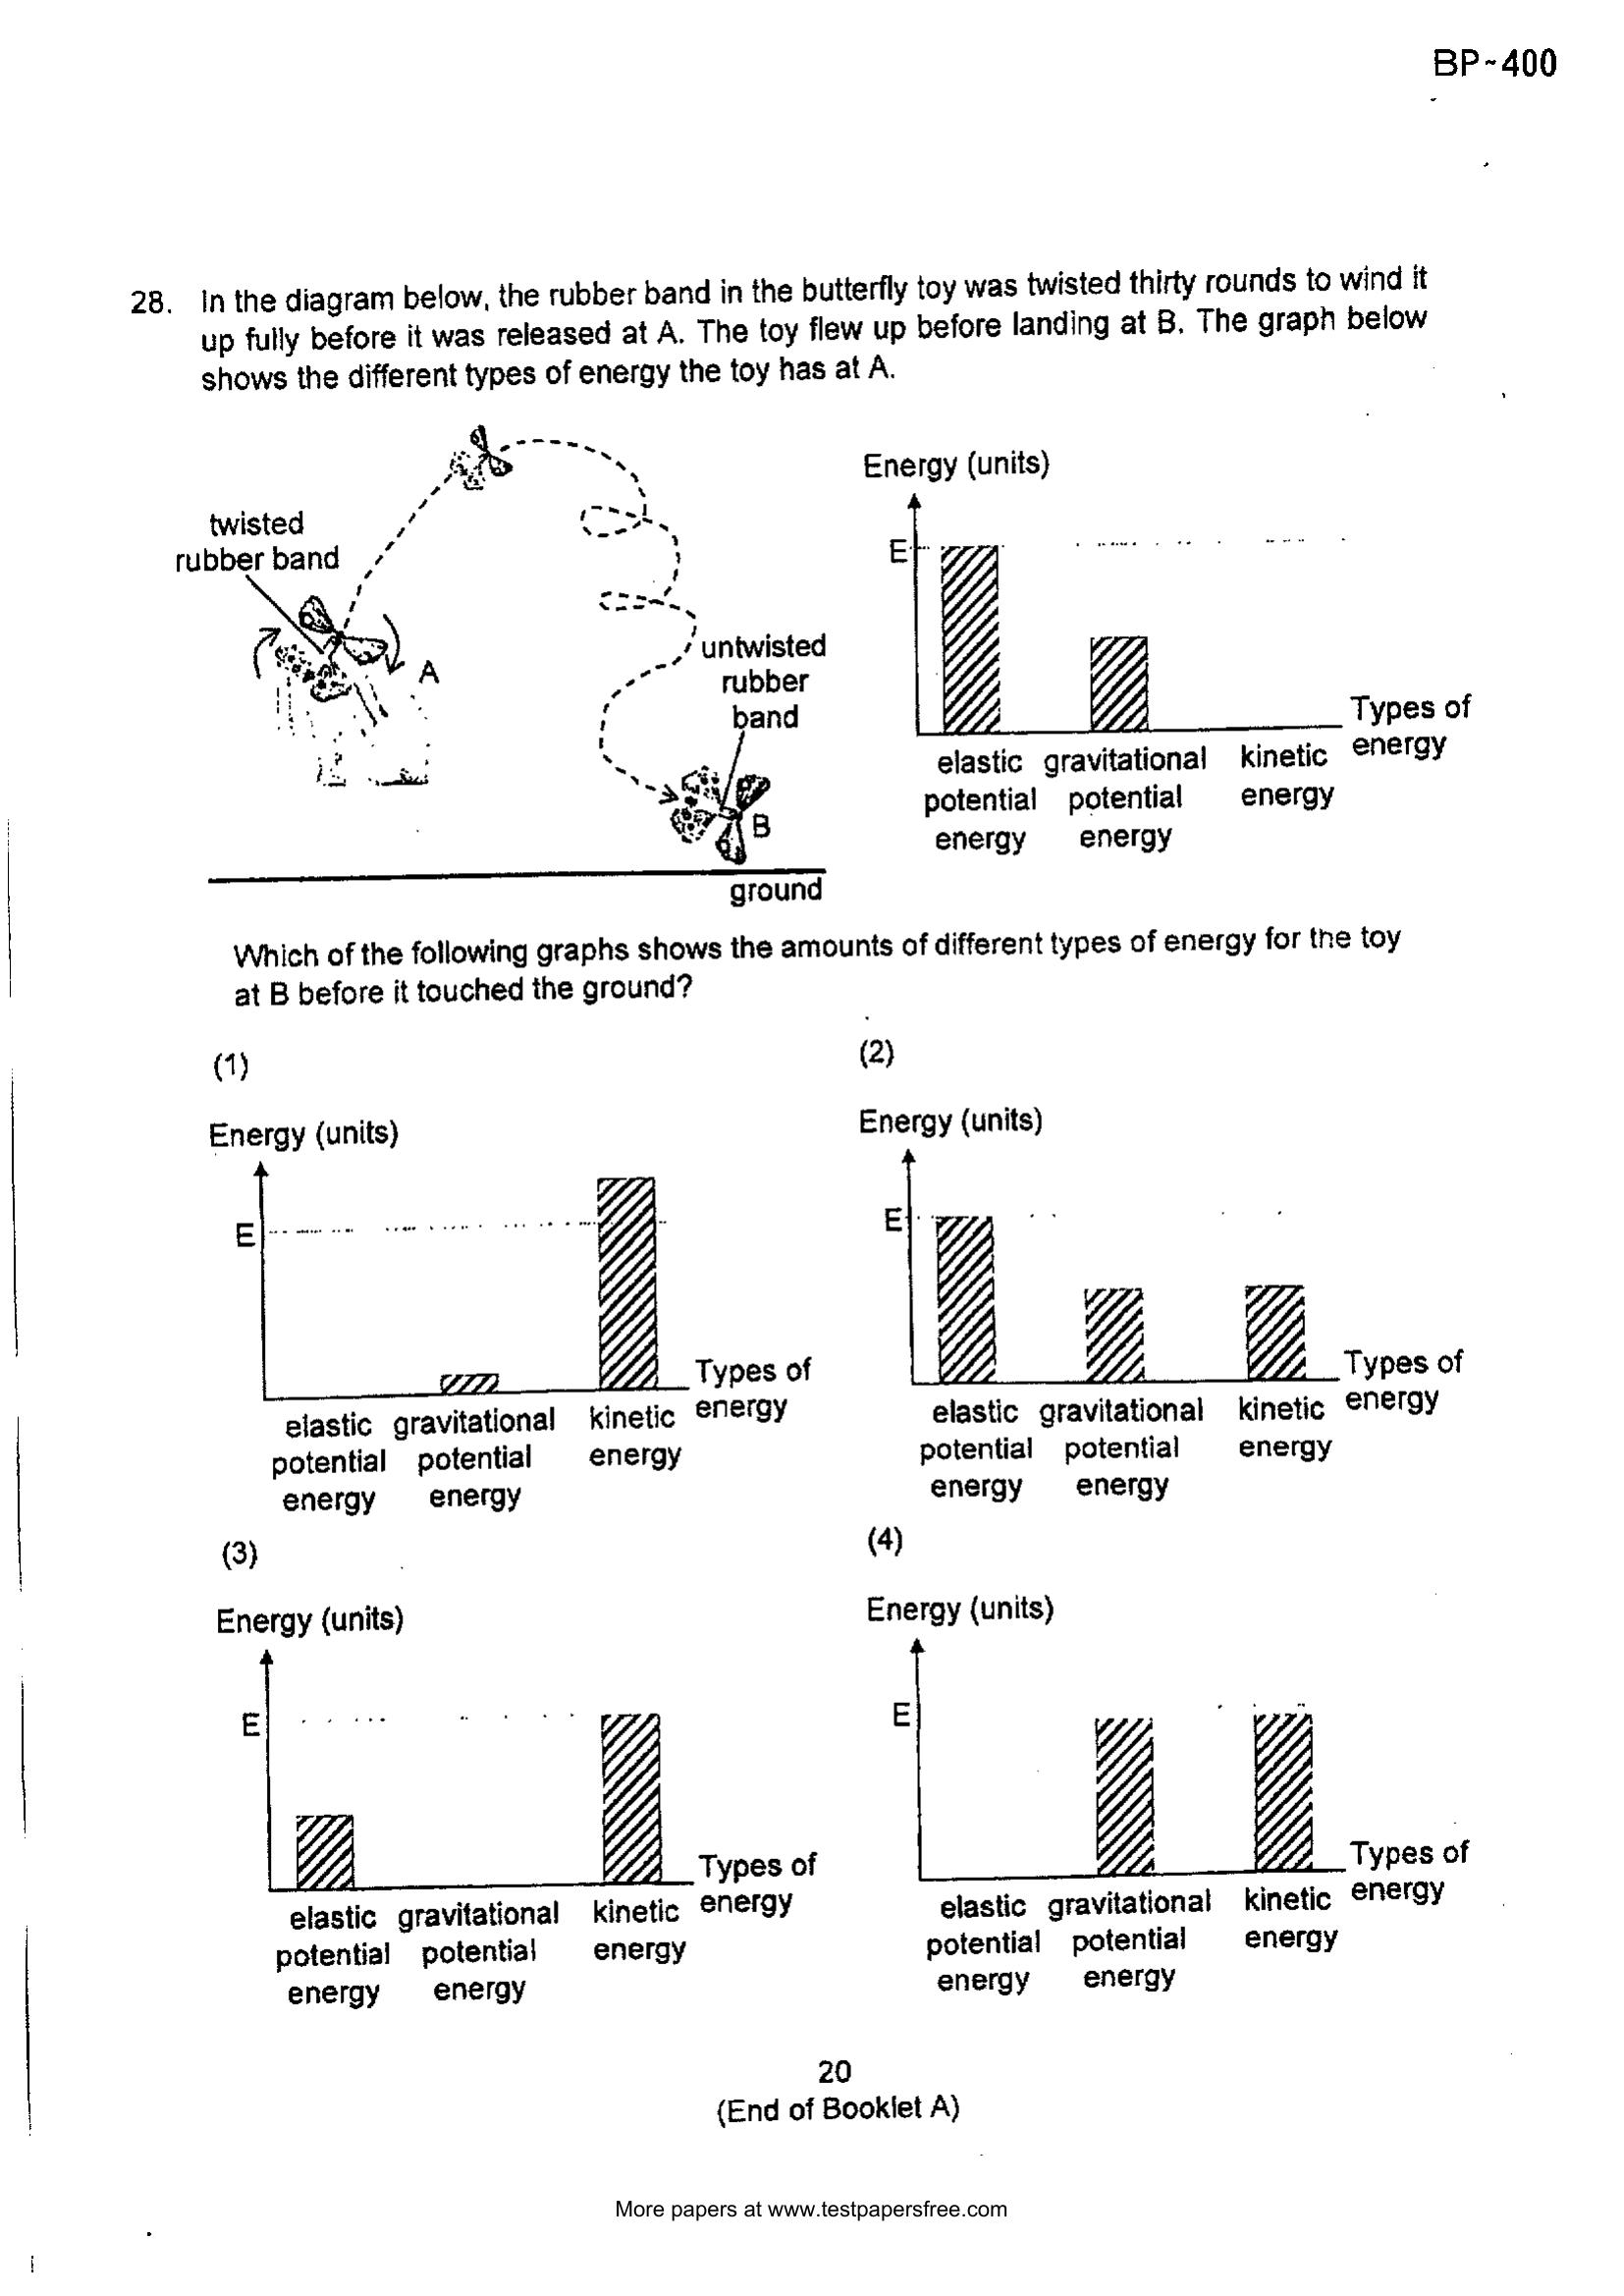 BP~400
28. In the diagram below, the rubber band in the butterfly toy was twisted thirty rounds to wind it
up fully before it was released at A. The toy flew up before landing at B. The graph below
shows the different types of energy the toy has at A.
twisted
rubber band
A
untwisted
rubber
band
B
ground
Energy (units)
E
Types of
energy
elastic gravitational kinetic
potential potential energy
energy energy
Which of the following graphs shows the amounts of different types of energy for the toy
at B before it touched the ground?
(1)
Energy (units)
E
Types of
energy
elastic gravitational kinetic
potential potential energy
energy energy
(2)
Energy (units)
E
Types of
energy
elastic gravitational kinetic
potential potential energy
energy energy
(3)
Energy (units)
E
Types of
energy
elastic gravitational kinetic
potential potential energy
energy energy
(4)
Energy (units)
E
Types of
energy
elastic gravitational kinetic
potential potential energy
energy energy
20
(End of Booklet A)
More papers at www.testpapersfree.com